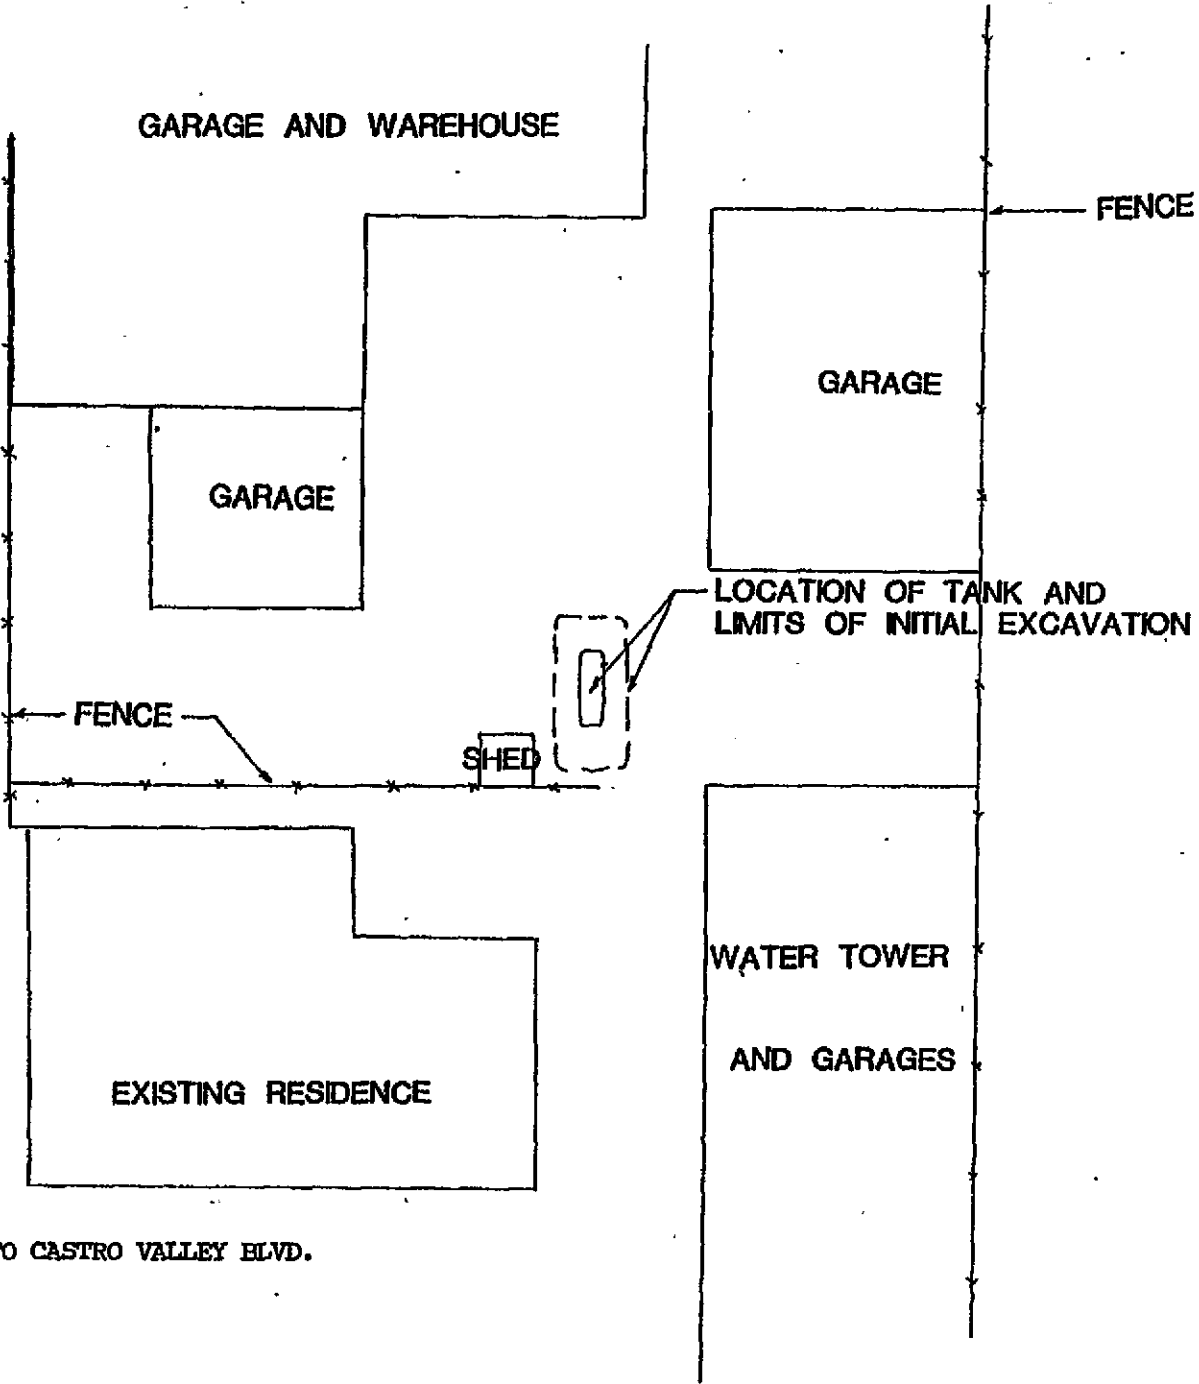 GARAGE AND WAREHOUSE
FENCE
GARAGE
GARAGE
LOCATION OF TANK AND
LIMITS OF INITIAL EXCAVATION
FENCE
SHED
WATER TOWER
AND GARAGES
EXISTING RESIDENCE
CASTRO VALLEY BLVD.